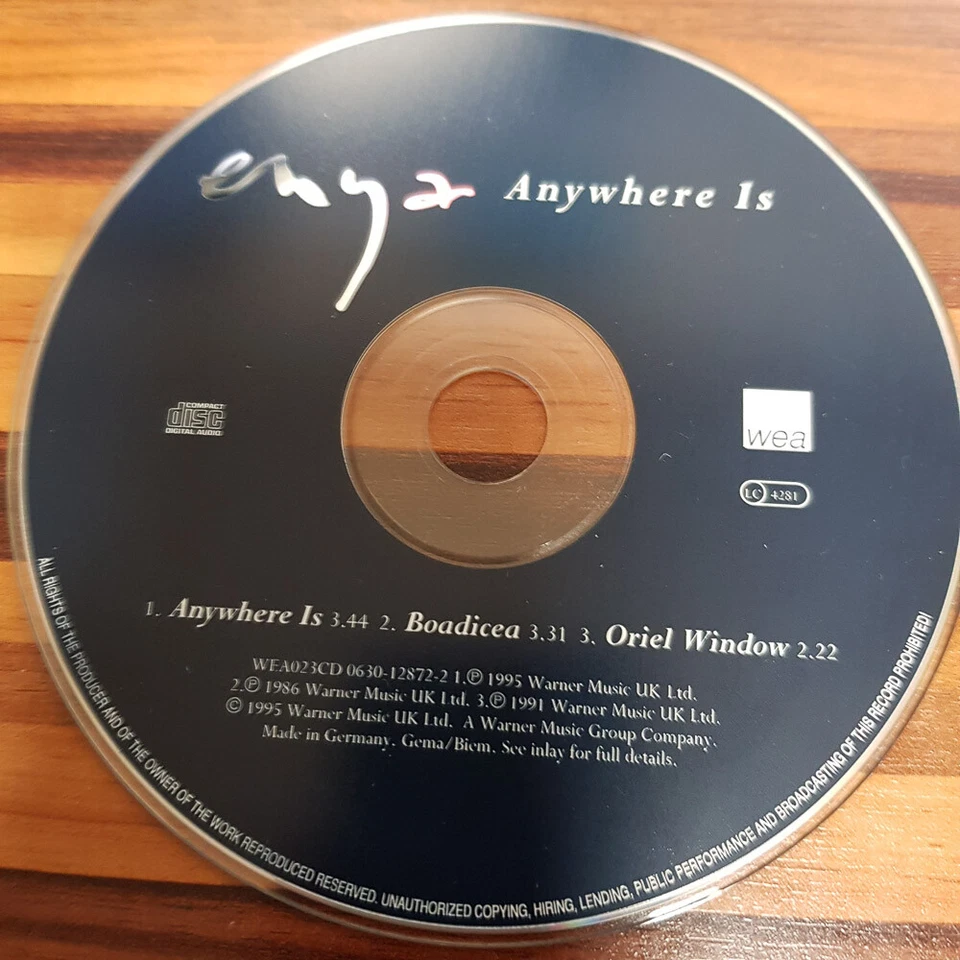 enya Anywhere Is
COMPACT
disc
DIGITAL AUDIO
wea
LC 4281
1. Anywhere Is 3.44 2. Boadicea 3.31 3. Oriel Window 2.22
WEA023CD 0630-12872-2 1.℗ 1995 Warner Music UK Ltd.
2.℗ 1986 Warner Music UK Ltd. 3.℗ 1991 Warner Music UK Ltd.
© 1995 Warner Music UK Ltd. A Warner Music Group Company.
Made in Germany. Gema/Biem. See inlay for full details.
ALL RIGHTS OF THE PRODUCER AND OF THE OWNER OF THE WORK REPRODUCED RESERVED. UNAUTHORIZED COPYING, HIRING, LENDING, PUBLIC PERFORMANCE AND BROADCASTING OF THIS RECORD PROHIBITED!